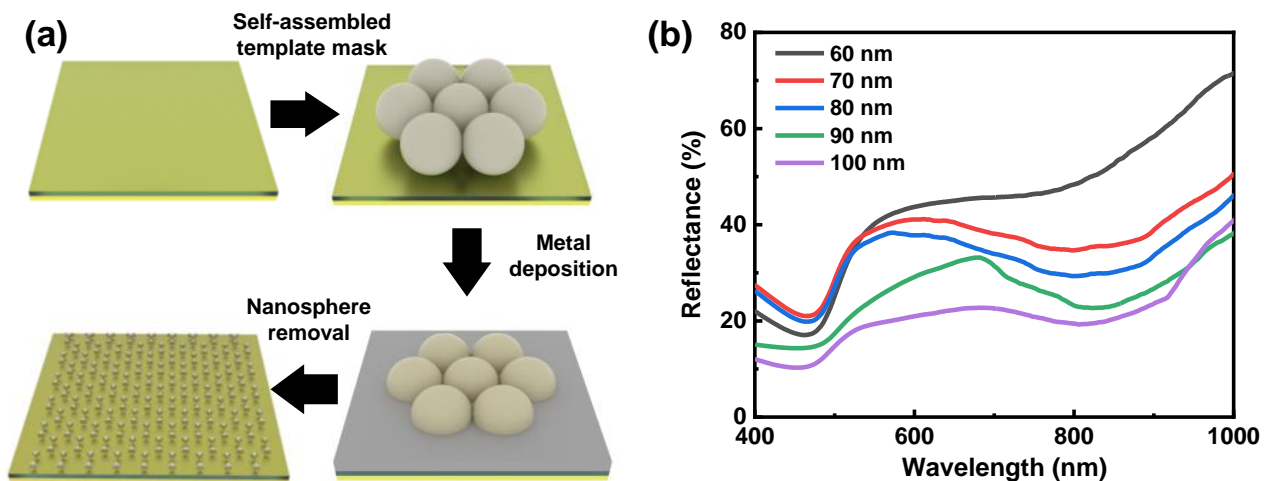 (a)
Self-assembled
template mask
Metal
deposition
Nanosphere
removal
(b)
80
60
40
20
0
Reflectance (%)
60 nm
70 nm
80 nm
90 nm
100 nm
400
600
800
1000
Wavelength (nm)